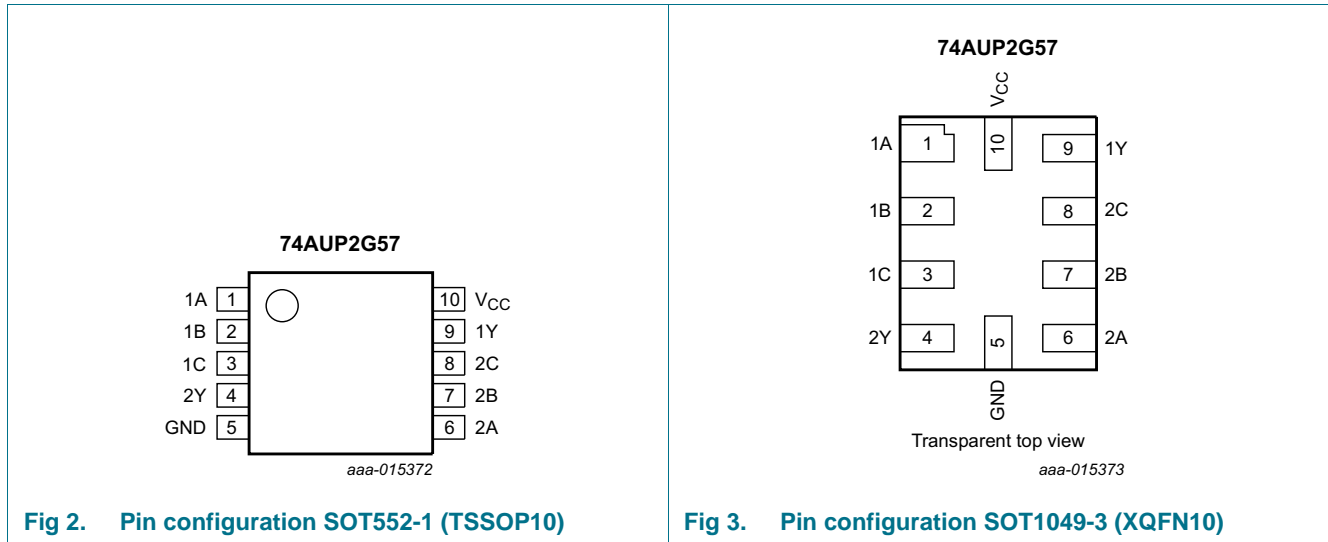 74AUP2G57
1A 1 10 VCC
1B 2 9 1Y
1C 3 8 2C
2Y 4 7 2B
GND 5 6 2A
aaa-015372
Fig 2. Pin configuration SOT552-1 (TSSOP10)
74AUP2G57
VCC
1A 1 10 9 1Y
1B 2 8 2C
1C 3 7 2B
2Y 4 5 6 2A
GND
Transparent top view
aaa-015373
Fig 3. Pin configuration SOT1049-3 (XQFN10)